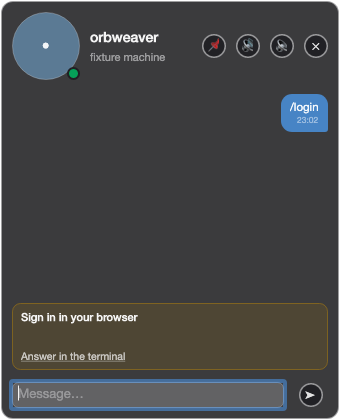 orbweaver
fixture machine
/login
23:02
Sign in in your browser
Answer in the terminal
Message…